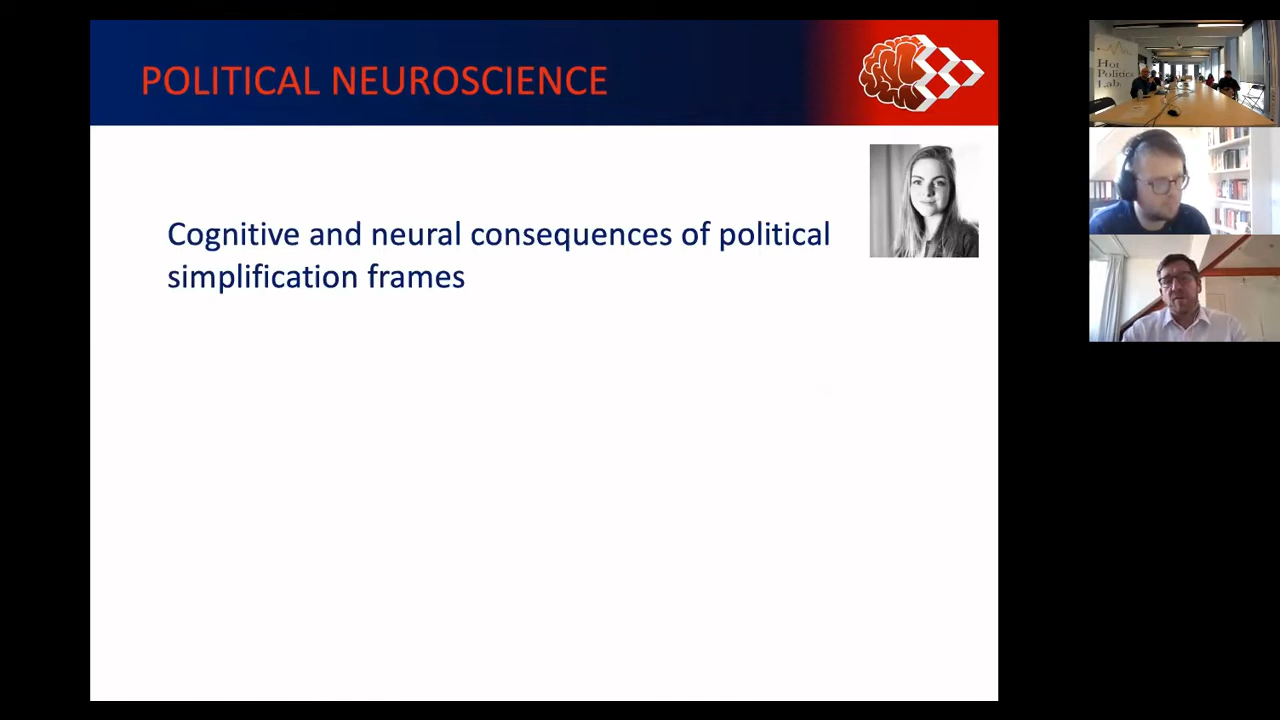 POLITICAL NEUROSCIENCE
Cognitive and neural consequences of political
simplification frames
Hot
Politics
Lab